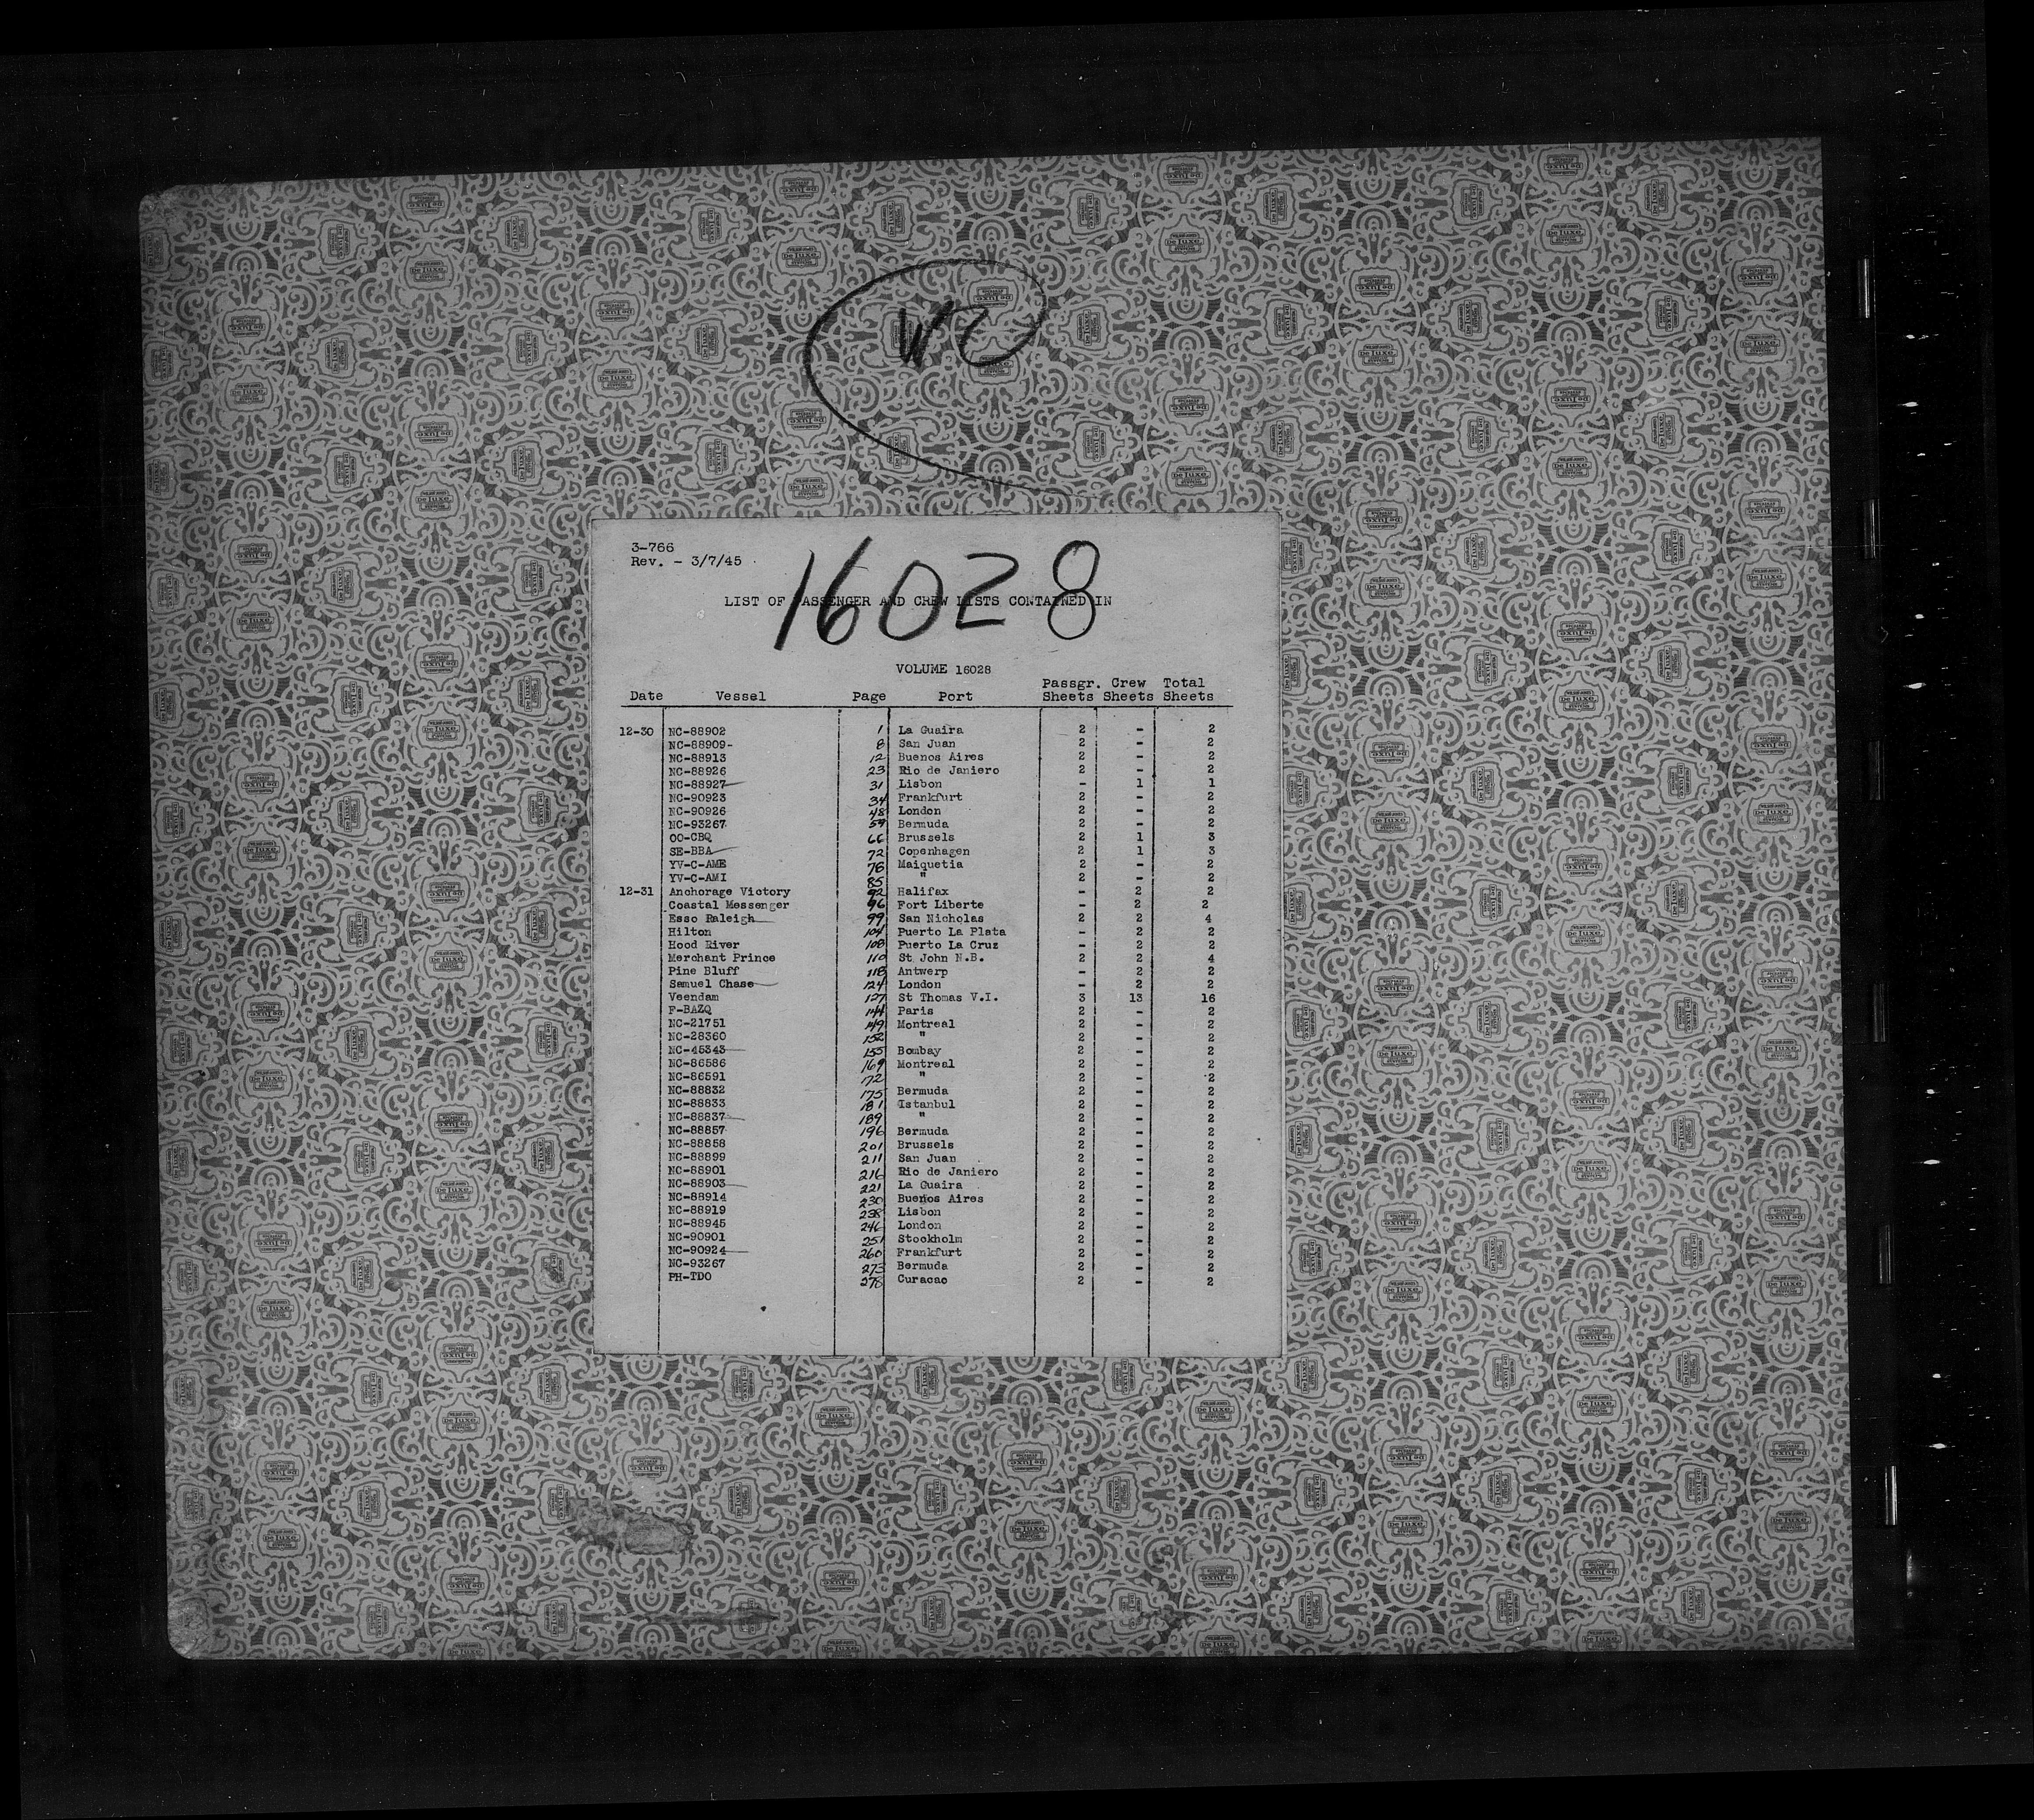 WC
3-766
Rev. - 3/7/45
16028
LIST OF PASSENGER AND CREW LISTS CONTAINED IN
VOLUME 16028
Date Vessel Page Port Passgr. Sheets Crew Sheets Total Sheets
12-30 NC-88902 1 La Guaira 2 - 2
NC-88909- 8 San Juan 2 - 2
NC-88913 12 Buenos Aires 2 - 2
NC-88926 23 Rio de Janiero 2 - 2
NC-88927 31 Lisbon - 1 1
NC-90923 34 Frankfurt 2 - 2
NC-90926 48 London 2 - 2
NC-93267 Bermuda 2 - 2
OO-CBQ 66 Brussels 2 1 3
SE-BBA 72 Copenhagen 2 1 3
YV-C-AME 76 Maiquetia 2 - 2
YV-C-AMI 85 " 2 - 2
12-31 Anchorage Victory 92 Halifax - 2 2
Coastal Messenger 96 Fort Liberte - 2 2
Esso Raleigh 99 San Nicholas 2 2 4
Hilton 104 Puerto La Plata - 2 2
Hood River 108 Puerto La Cruz - 2 2
Merchant Prince 110 St John N.B. 2 2 4
Pine Bluff 118 Antwerp - 2 2
Samuel Chase 124 London - 2 2
Veendam 127 St Thomas V.I. 3 13 16
F-BAZQ 144 Paris 2 - 2
NC-21751 149 Montreal 2 - 2
NC-28360 152 " 2 - 2
NC-45343 155 Bombay 2 - 2
NC-86586 169 Montreal 2 - 2
NC-86591 172 " 2 - 2
NC-88832 175 Bermuda 2 - 2
NC-88833 181 Istanbul 2 - 2
NC-88837 189 " 2 - 2
NC-88857 196 Bermuda 2 - 2
NC-88858 201 Brussels 2 - 2
NC-88899 211 San Juan 2 - 2
NC-88901 216 Rio de Janiero 2 - 2
NC-88903 221 La Guaira 2 - 2
NC-88914 230 Buenos Aires 2 - 2
NC-88919 238 Lisbon 2 - 2
NC-88945 246 London 2 - 2
NC-90901 251 Stockholm 2 - 2
NC-90924 260 Frankfurt 2 - 2
NC-93267 273 Bermuda 2 - 2
PH-TDO 278 Curacao 2 - 2